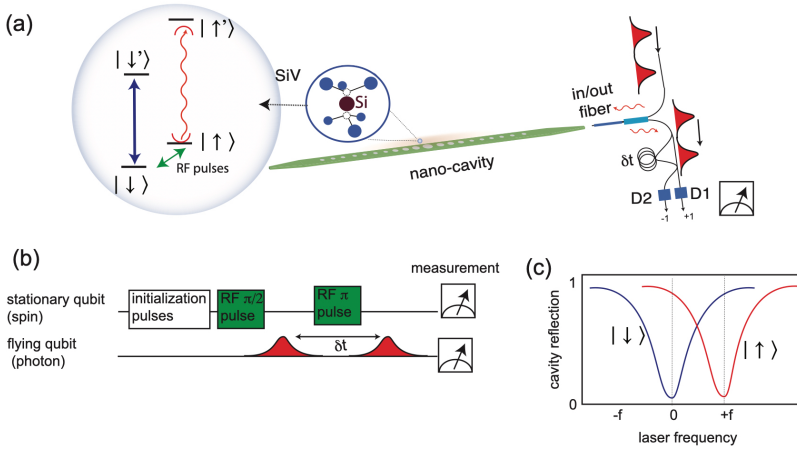 (a)
| ↑' ⟩
| ↓' ⟩
SiV
Si
in/out
fiber
| ↑ ⟩
RF pulses
| ↓ ⟩
nano-cavity
δt
D2
D1
-1
+1
(b)
measurement
stationary qubit
(spin)
initialization
pulses
RF π/2
pulse
RF π
pulse
flying qubit
(photon)
δt
(c)
cavity reflection
1
0
| ↓ ⟩
| ↑ ⟩
-f
0
+f
laser frequency